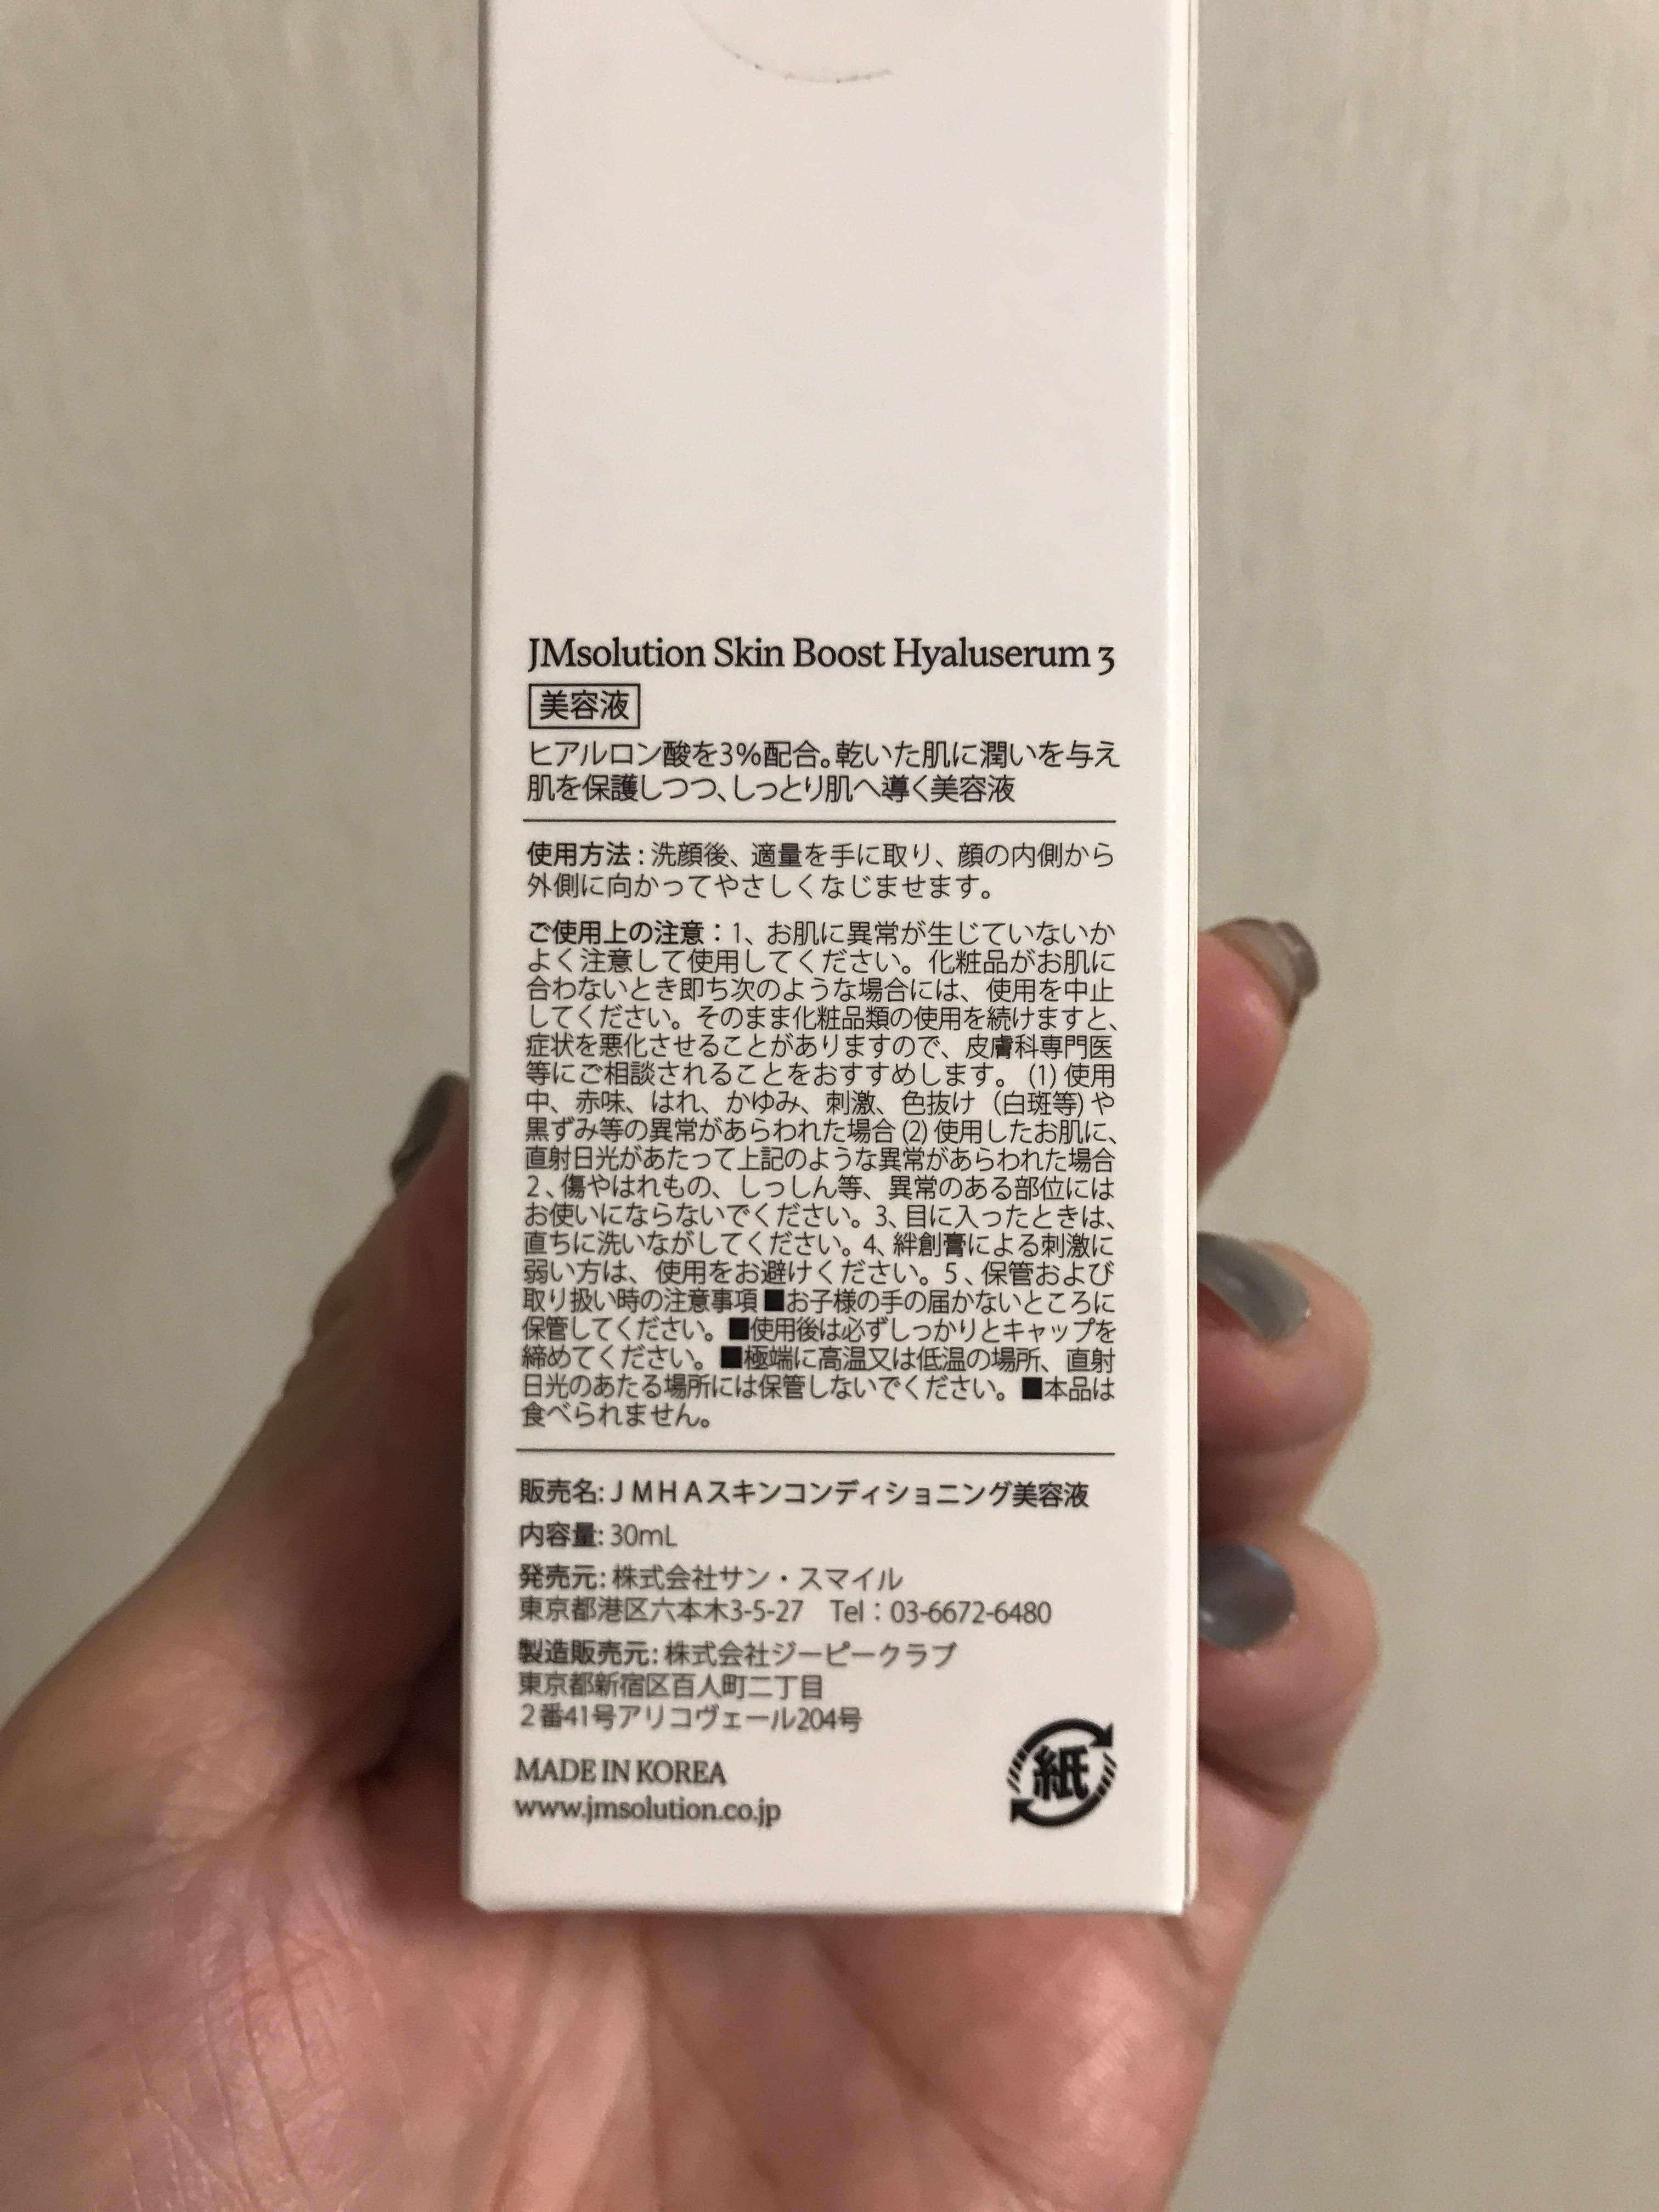 JMsolution Skin Boost Hyaluserum 3
美容液
ヒアルロン酸を3%配合。乾いた肌に潤いを与え
肌を保護しつつ、しっとり肌へ導く美容液
使用方法：洗顔後、適量を手に取り、顔の内側から
外側に向かってやさしくなじませます。
ご使用上の注意：1、お肌に異常が生じていないか
よく注意して使用してください。化粧品がお肌に
合わないとき即ち次のような場合には、使用を中止
してください。そのまま化粧品類の使用を続けますと、
症状を悪化させることがありますので、皮膚科専門医
等にご相談されることをおすすめします。(1) 使用
中、赤味、はれ、かゆみ、刺激、色抜け（白斑等) や
黒ずみ等の異常があらわれた場合 (2) 使用したお肌に、
直射日光があたって上記のような異常があらわれた場合
2、傷やはれもの、しっしん等、異常のある部位には
お使いにならないでください。3、目に入ったときは、
直ちに洗いながしてください。4、絆創膏による刺激に
弱い方は、使用をお避けください。5、保管および
取り扱い時の注意事項 ■お子様の手の届かないところに
保管してください。■使用後は必ずしっかりとキャップを
締めてください。■極端に高温又は低温の場所、直射
日光のあたる場所には保管しないでください。■本品は
食べられません。
販売名：ＪＭＨＡスキンコンディショニング美容液
内容量：30mL
発売元：株式会社サン・スマイル
東京都港区六本木3-5-27　Tel：03-6672-6480
製造販売元：株式会社ジーピークラブ
東京都新宿区百人町二丁目
２番41号アリコヴェール204号
MADE IN KOREA
www.jmsolution.co.jp
紙